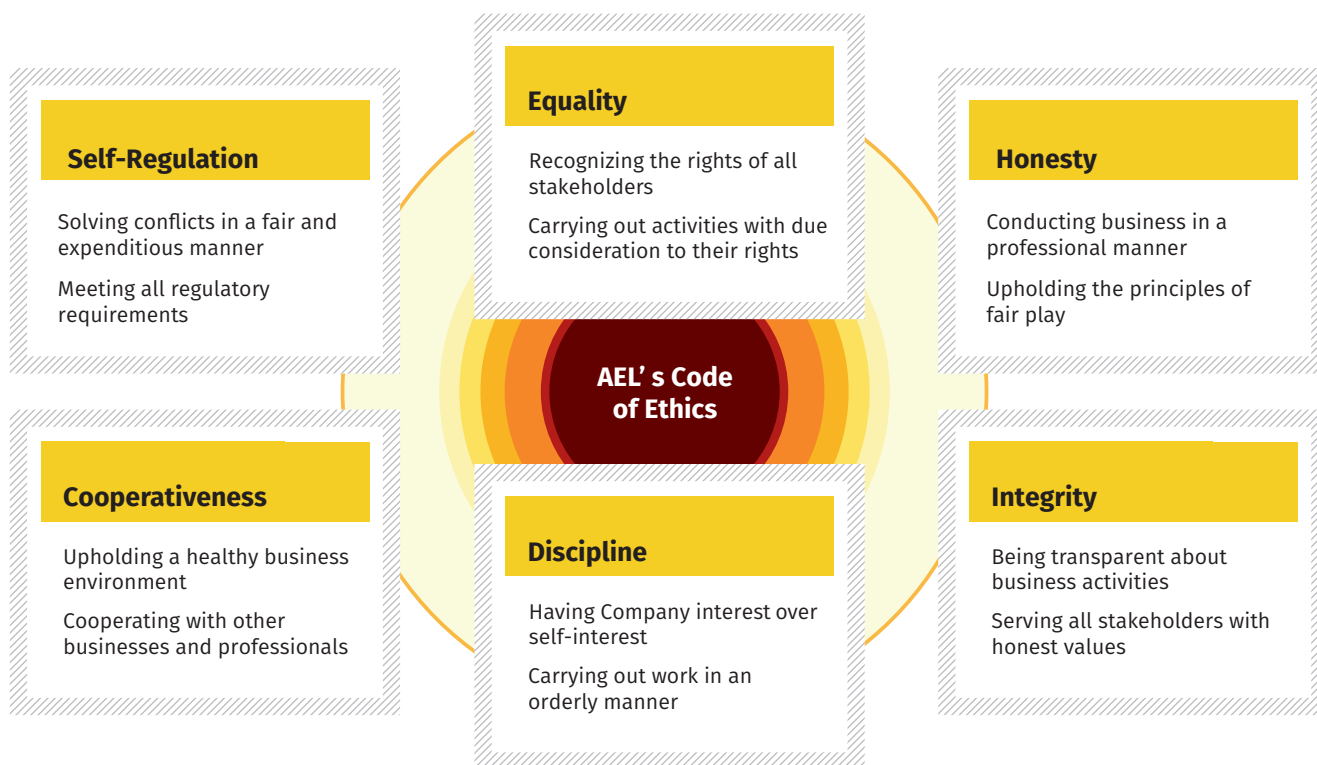 Self-Regulation
Solving conflicts in a fair and
expenditious manner
Meeting all regulatory
requirements
Equality
Recognizing the rights of all
stakeholders
Carrying out activities with due
consideration to their rights
Honesty
Conducting business in a
professional manner
Upholding the principles of
fair play
AEL’ s Code
of Ethics
Cooperativeness
Upholding a healthy business
environment
Cooperating with other
businesses and professionals
Discipline
Having Company interest over
self-interest
Carrying out work in an
orderly manner
Integrity
Being transparent about
business activities
Serving all stakeholders with
honest values